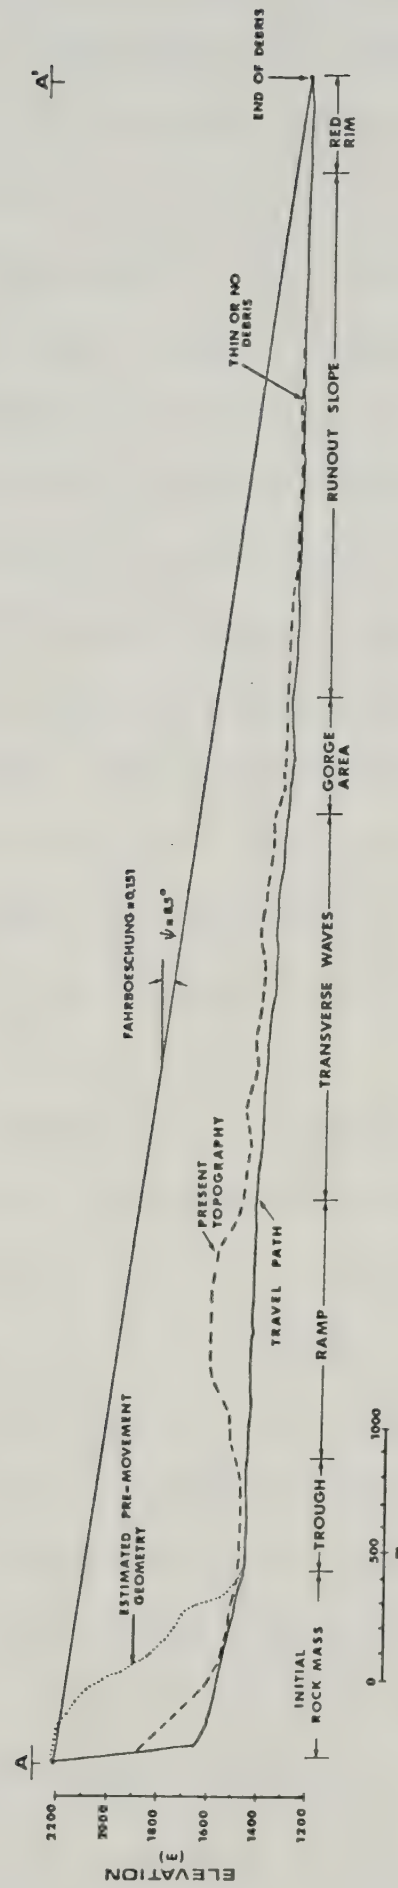 A
A'
ESTIMATED PRE-MOVEMENT
GEOMETRY
FAHRBOESCHUNG=0.151
ψ=8.5°
PRESENT
TOPOGRAPHY
TRAVEL PATH
THIN OR NO
DEBRIS
END OF DEBRIS
2200
2000
1800
1600
1400
1200
ELEVATION
(m)
INITIAL
ROCK MASS
TROUGH
RAMP
TRANSVERSE WAVES
GORGE
AREA
RUNOUT SLOPE
RED
RIM
0
500
1000